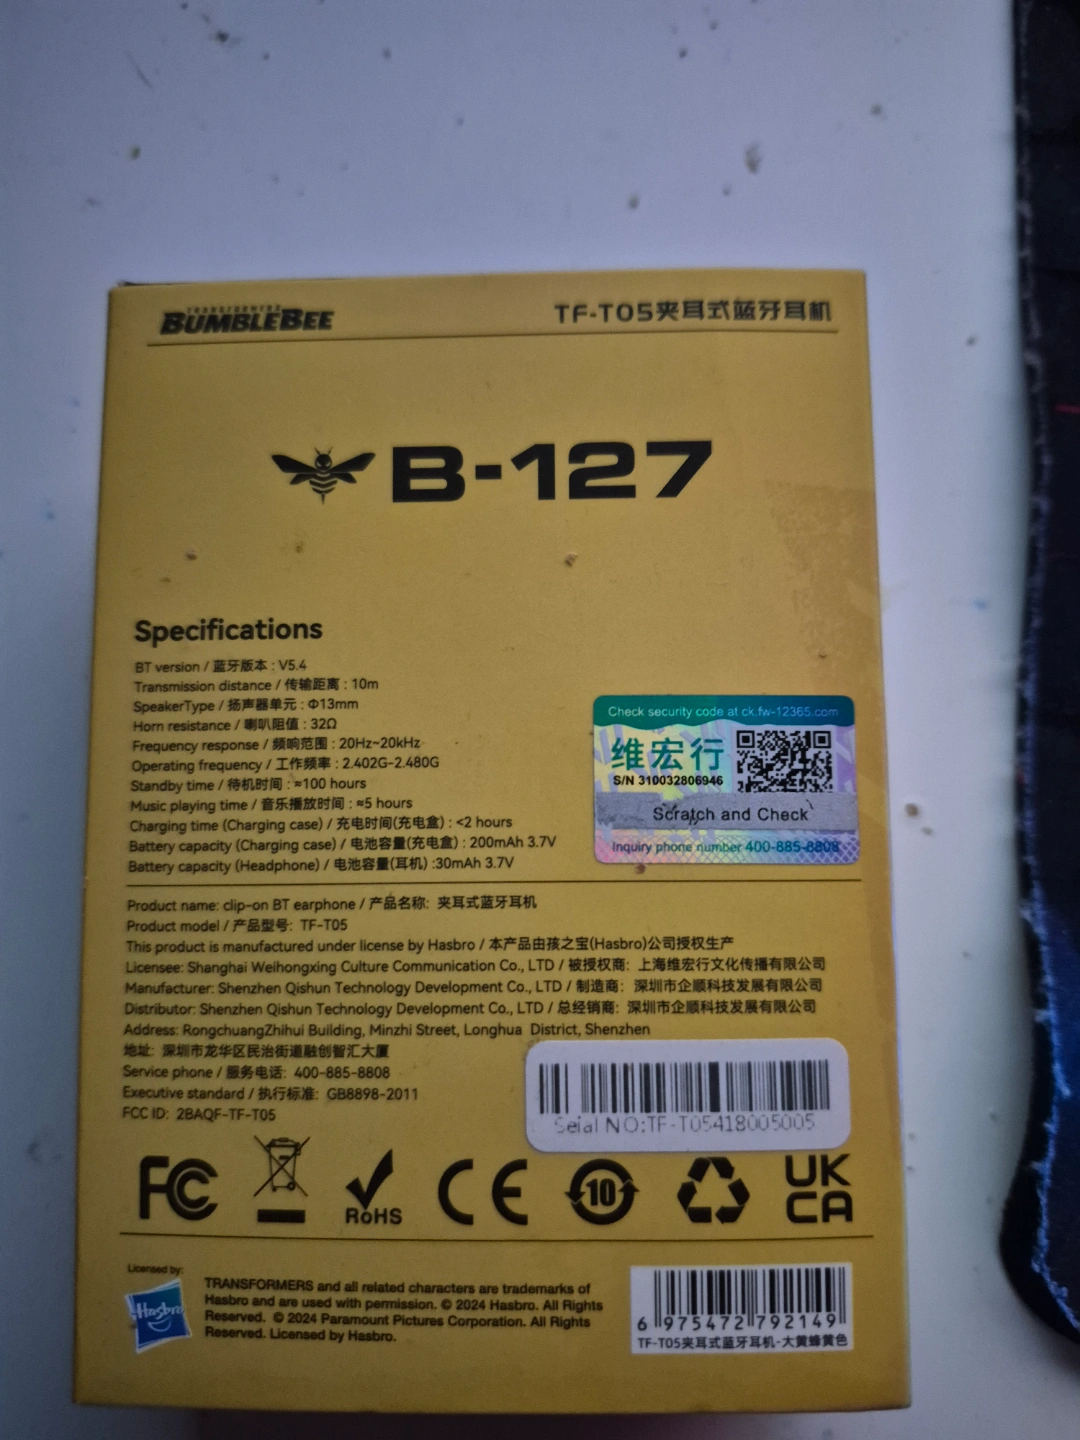 TRANSFORMERS
BUMBLEBEE
TF-T05夹耳式蓝牙耳机
B-127
Specifications
BT version / 蓝牙版本 : V5.4
Transmission distance / 传输距离 : 10m
SpeakerType / 扬声器单元 : Φ13mm
Horn resistance / 喇叭阻值 : 32Ω
Frequency response / 频响范围 : 20Hz~20kHz
Operating frequency / 工作频率 : 2.402G-2.480G
Standby time / 待机时间 : ≈100 hours
Music playing time / 音乐播放时间 : ≈5 hours
Charging time (Charging case) / 充电时间(充电盒) : <2 hours
Battery capacity (Charging case) / 电池容量(充电盒) : 200mAh 3.7V
Battery capacity (Headphone) / 电池容量(耳机) :30mAh 3.7V
Check security code at ck.fw-12365.com
维宏行
S/N 310032806946
Scratch and Check
Inquiry phone number 400-885-8808
Product name: clip-on BT earphone / 产品名称: 夹耳式蓝牙耳机
Product model / 产品型号: TF-T05
This product is manufactured under license by Hasbro / 本产品由孩之宝(Hasbro)公司授权生产
Licensee: Shanghai Weihongxing Culture Communication Co., LTD / 被授权商: 上海维宏行文化传播有限公司
Manufacturer: Shenzhen Qishun Technology Development Co., LTD / 制造商: 深圳市企顺科技发展有限公司
Distributor: Shenzhen Qishun Technology Development Co., LTD / 总经销商: 深圳市企顺科技发展有限公司
Address: RongchuangZhihui Building, Minzhi Street, Longhua District, Shenzhen
地址: 深圳市龙华区民治街道融创智汇大厦
Service phone / 服务电话: 400-885-8808
Executive standard / 执行标准: GB8898-2011
FCC ID: 2BAQF-TF-T05
Serial NO:TF-T05418005005
FC
RoHS
CE
10
UK
CA
Licensed by:
Hasbro
TRANSFORMERS and all related characters are trademarks of
Hasbro and are used with permission. © 2024 Hasbro. All Rights
Reserved. © 2024 Paramount Pictures Corporation. All Rights
Reserved. Licensed by Hasbro.
6 975472 792149
TF-T05夹耳式蓝牙耳机-大黄蜂黄色